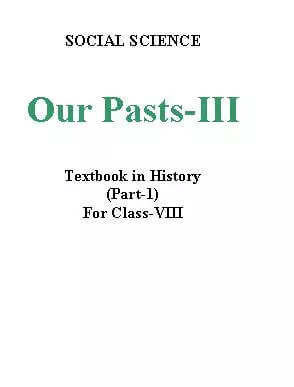 SOCIAL SCIENCE
Our Pasts-III
Textbook in History
(Part-1)
For Class-VIII